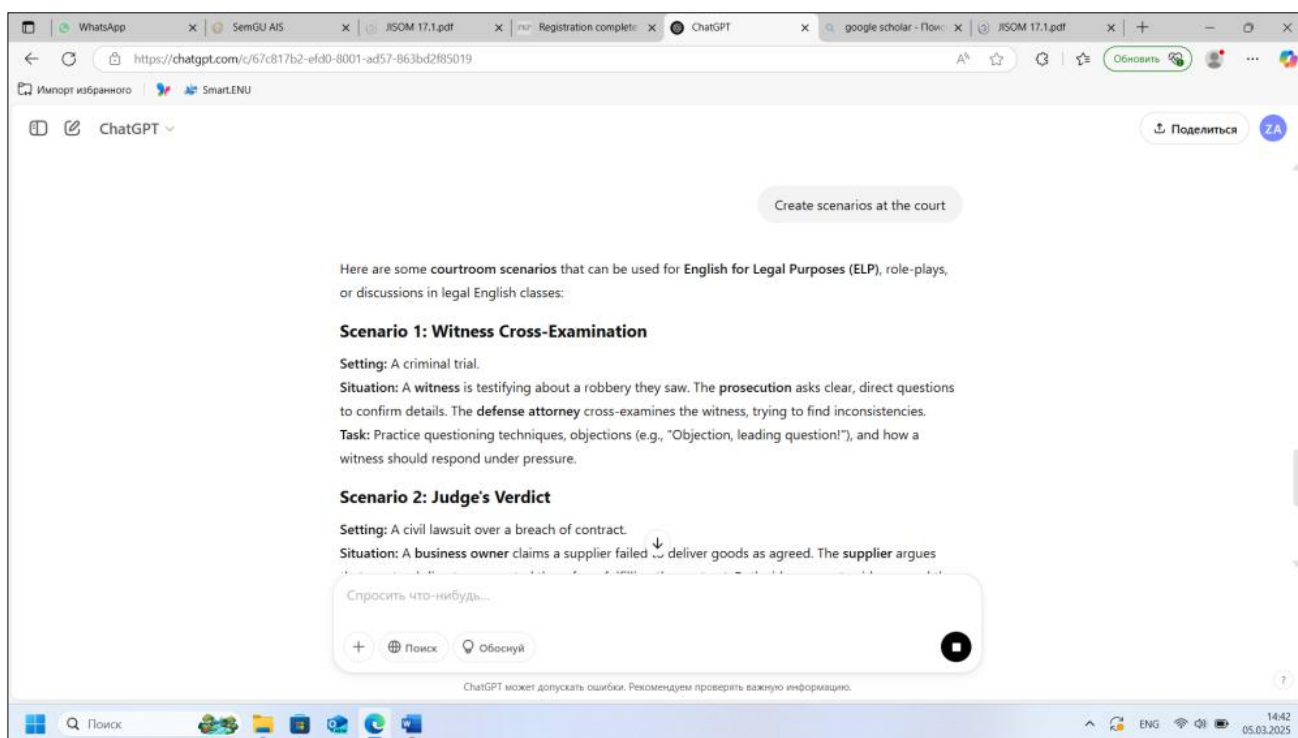 WhatsApp
SemGU AIS
JISOM 17.1.pdf
Registration complete
ChatGPT
google scholar - Поис
JISOM 17.1.pdf
https://chatgpt.com/c/67c817b2-efd0-8001-ad57-863bd2f85019
Обновить
Импорт избранного
Smart.ENU
ChatGPT
Поделиться
ZA
Create scenarios at the court
Here are some courtroom scenarios that can be used for English for Legal Purposes (ELP), role-plays,
or discussions in legal English classes:
Scenario 1: Witness Cross-Examination
Setting: A criminal trial.
Situation: A witness is testifying about a robbery they saw. The prosecution asks clear, direct questions
to confirm details. The defense attorney cross-examines the witness, trying to find inconsistencies.
Task: Practice questioning techniques, objections (e.g., "Objection, leading question!"), and how a
witness should respond under pressure.
Scenario 2: Judge's Verdict
Setting: A civil lawsuit over a breach of contract.
Situation: A business owner claims a supplier failed deliver goods as agreed. The supplier argues
Спросить что-нибудь...
Поиск
Обоснуй
ChatGPT может допускать ошибки. Рекомендуем проверять важную информацию.
?
Поиск
ENG
14:42
05.03.2025